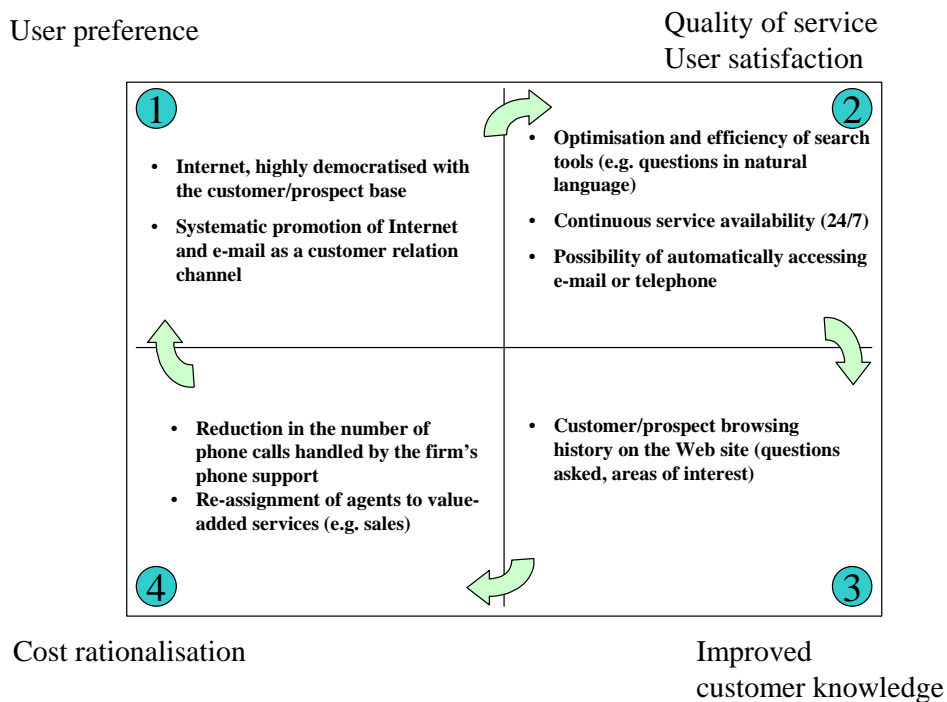 User preference
Quality of service
User satisfaction
1
• Internet, highly democratised with
the customer/prospect base
• Systematic promotion of Internet
and e-mail as a customer relation
channel
2
• Optimisation and efficiency of search
tools (e.g. questions in natural
language)
• Continuous service availability (24/7)
• Possibility of automatically accessing
e-mail or telephone
• Reduction in the number of
phone calls handled by the firm's
phone support
• Re-assignment of agents to value-
added services (e.g. sales)
4
• Customer/prospect browsing
history on the Web site (questions
asked, areas of interest)
3
Cost rationalisation
Improved
customer knowledge